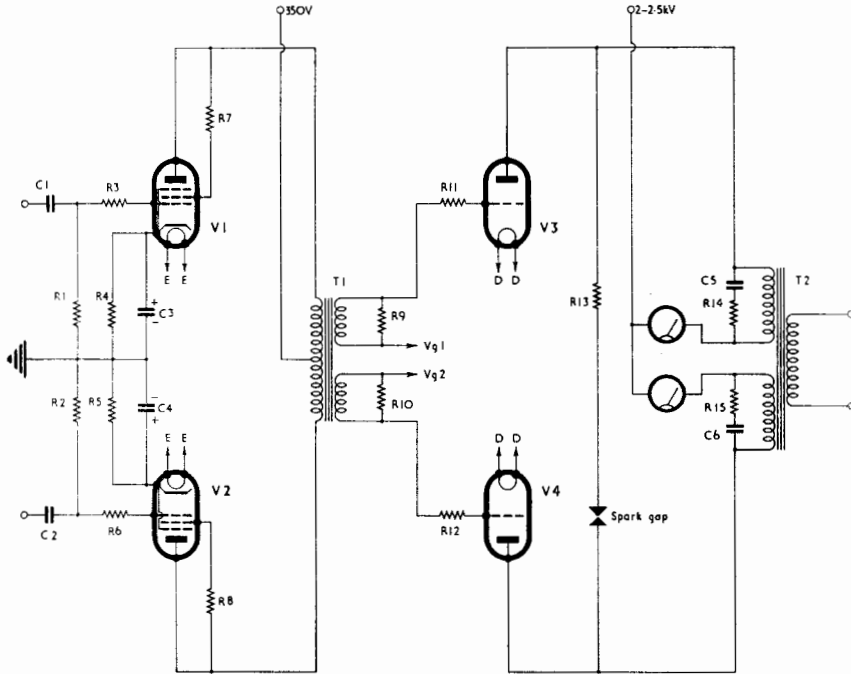 350V
2-2·5kV
R7
C1
R3
R11
V1
V3
E E
D D
T1
C5
T2
R1
R4
C3
+
−
R9
R13
R14
Vg1
Vg2
R2
R5
−
C4
+
R10
R15
C6
E E
D D
V2
V4
C2
R6
R12
Spark gap
R8